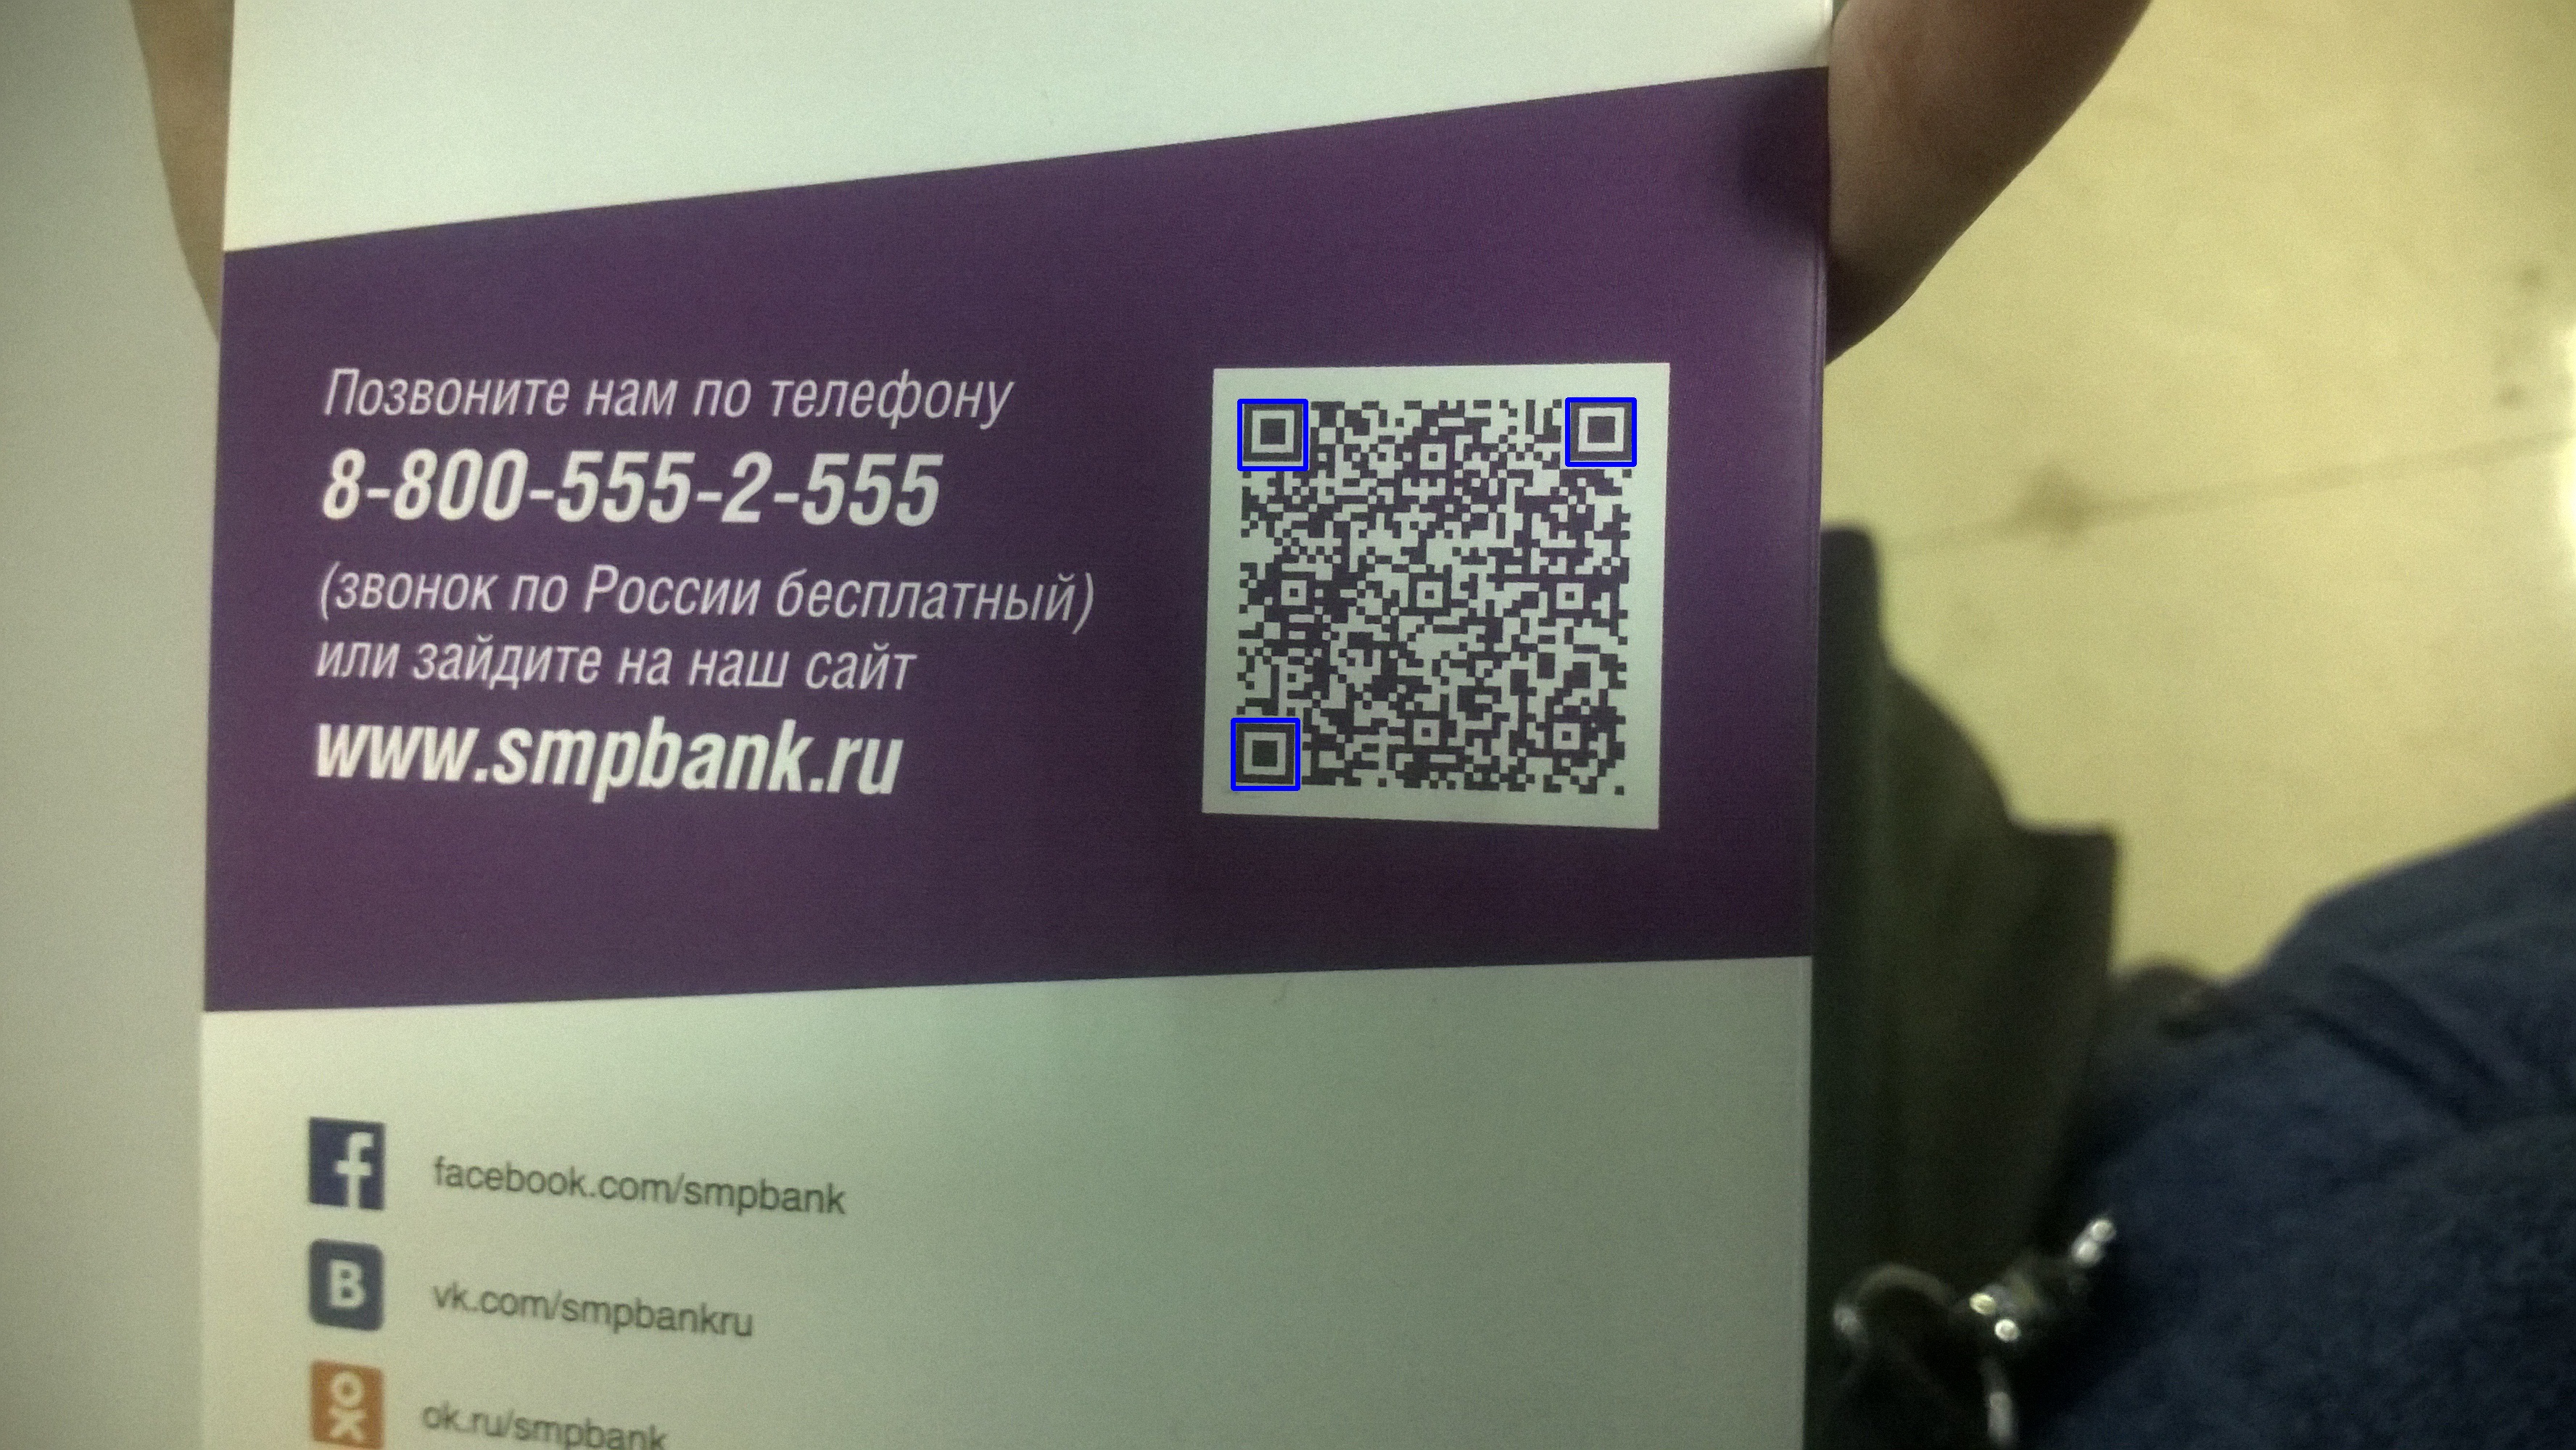 Позвоните нам по телефону
8-800-555-2-555
(звонок по России бесплатный)
или зайдите на наш сайт
www.smpbank.ru
f
facebook.com/smpbank
B
vk.com/smpbankru
ok.ru/smpbank